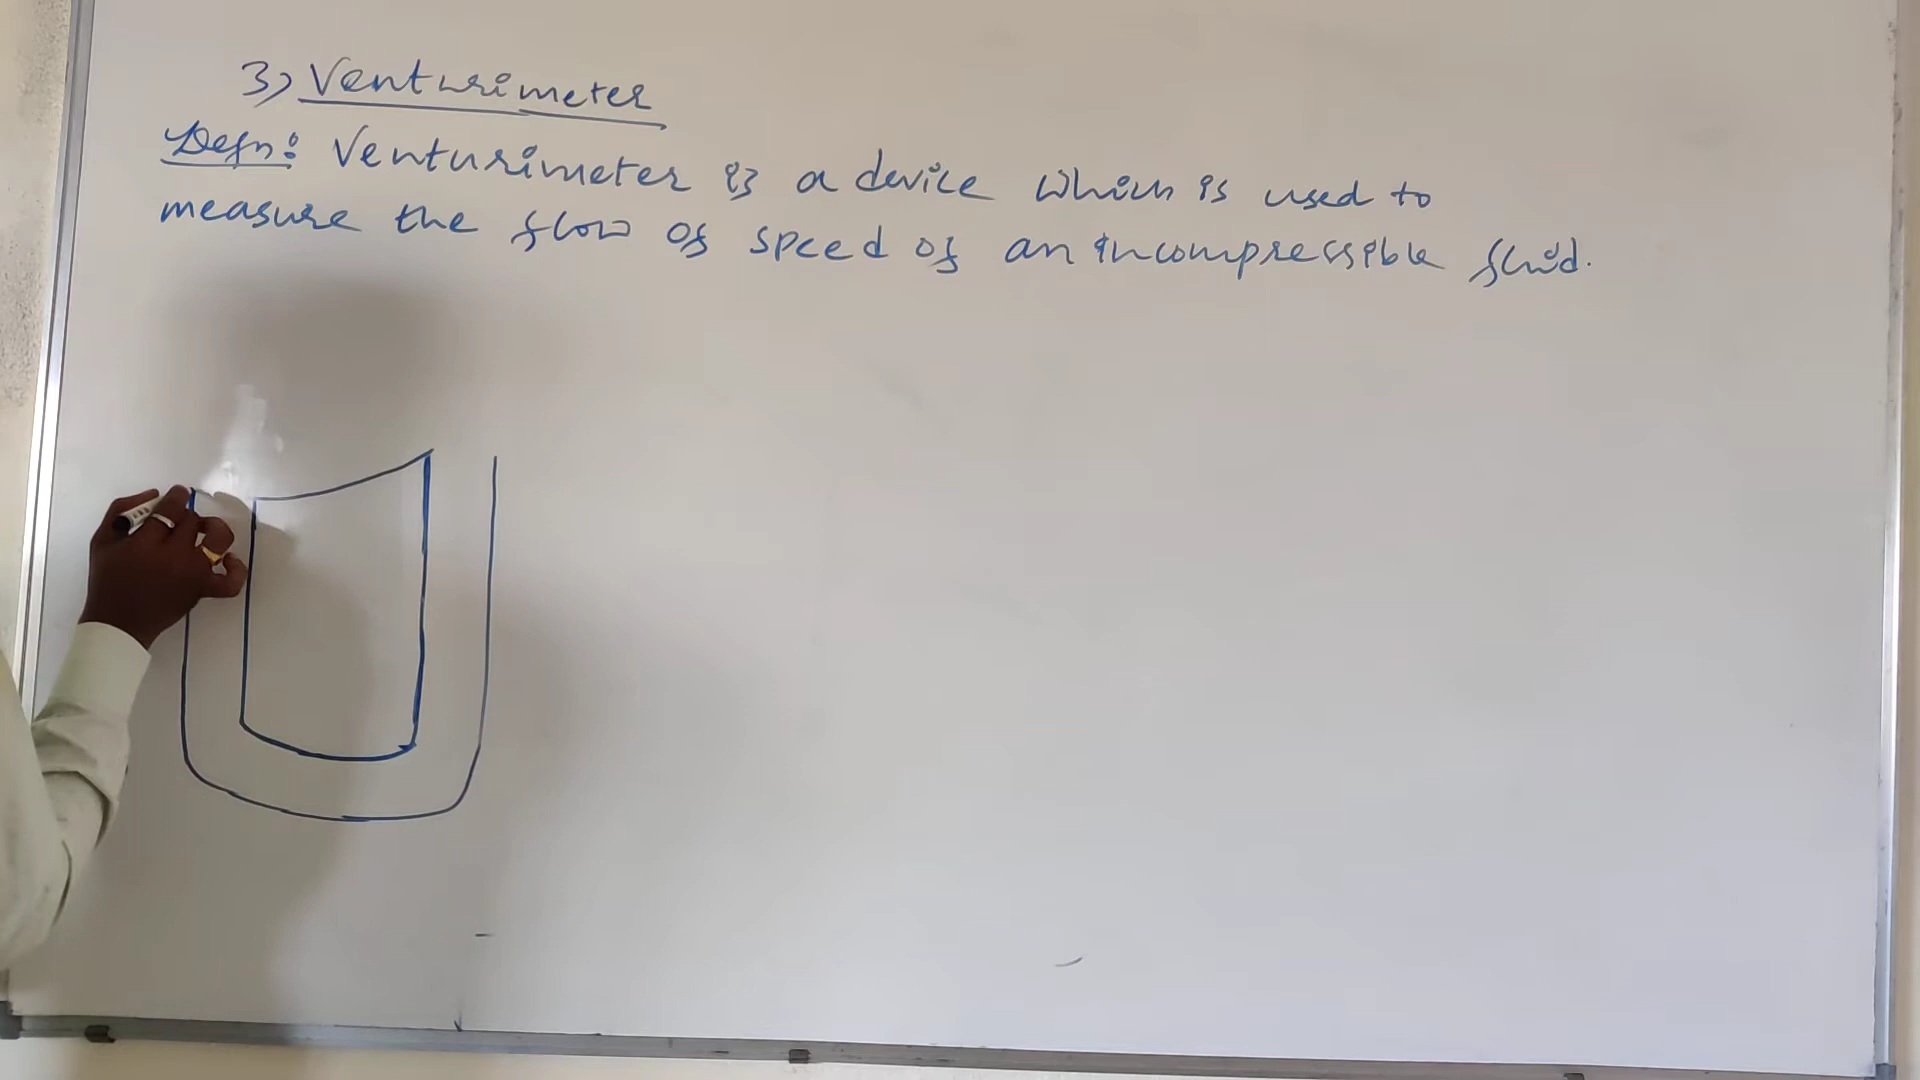 3) Venturimeter
Defn: Venturimeter is a device which is used to
measure the flow of speed of an incompressible fluid.